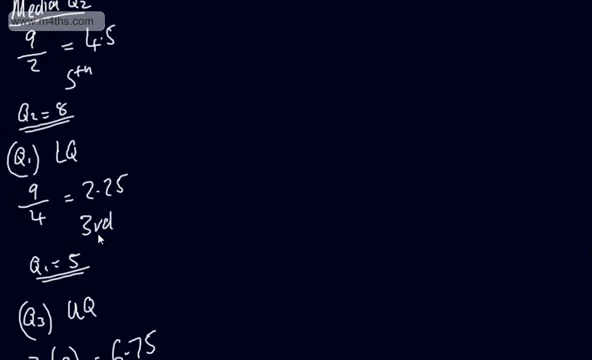 Media Q2
www.m4ths.com
9/2 = 4.5
5th
Q2 = 8
(Q1) LQ
9/4 = 2.25
3rd
Q1 = 5
(Q3) UQ
= 6.75